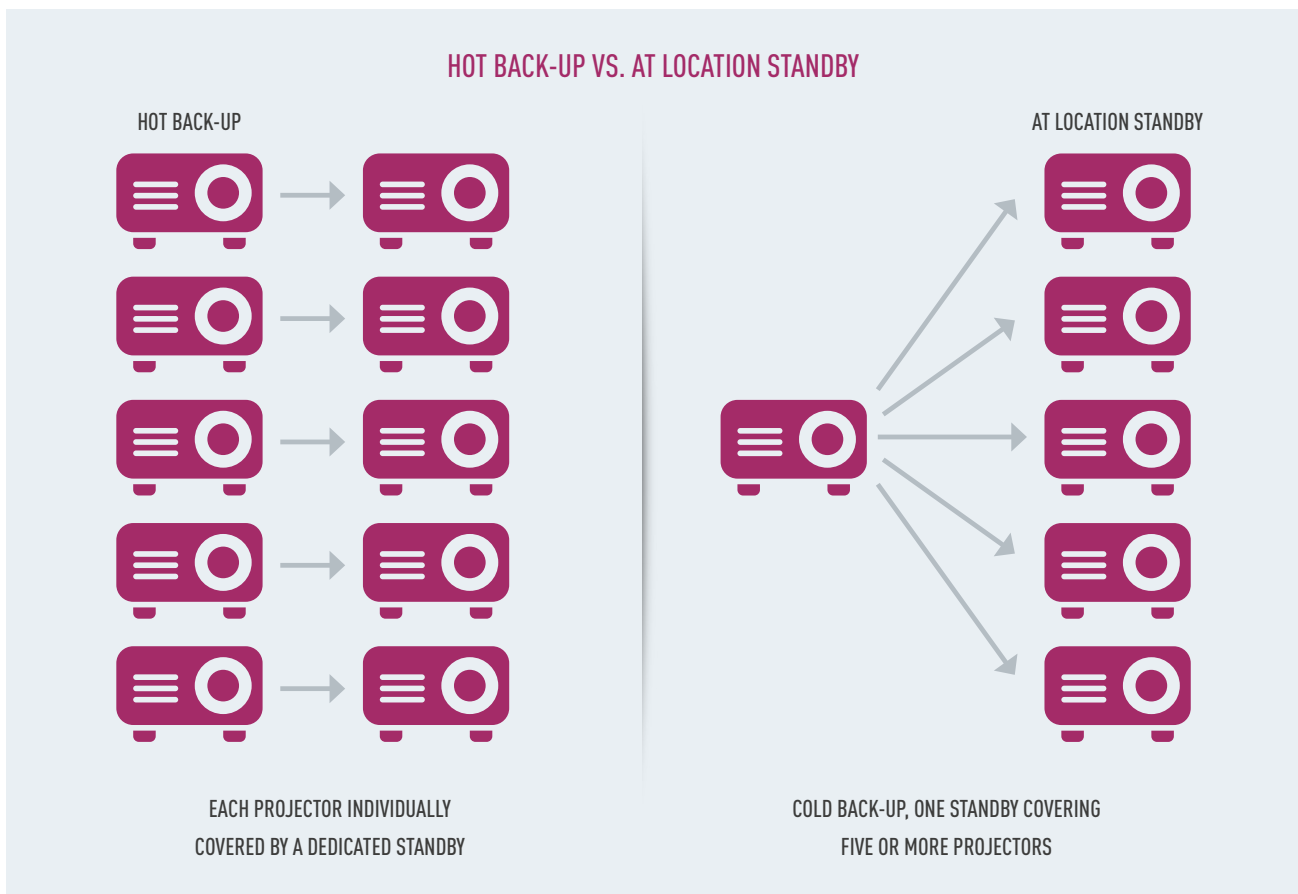 HOT BACK-UP VS. AT LOCATION STANDBY
HOT BACK-UP
EACH PROJECTOR INDIVIDUALLY
COVERED BY A DEDICATED STANDBY
AT LOCATION STANDBY
COLD BACK-UP, ONE STANDBY COVERING
FIVE OR MORE PROJECTORS